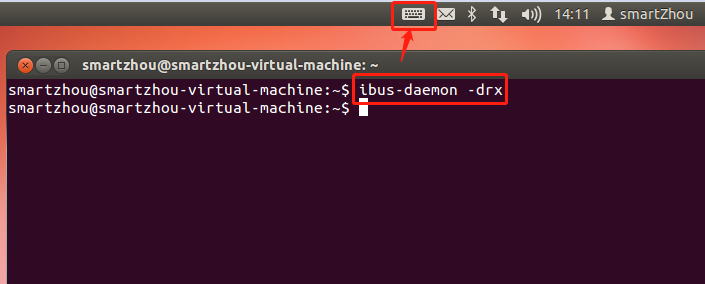 14:11 smartZhou
smartzhou@smartzhou-virtual-machine: ~
smartzhou@smartzhou-virtual-machine:~$ ibus-daemon -drx
smartzhou@smartzhou-virtual-machine:~$